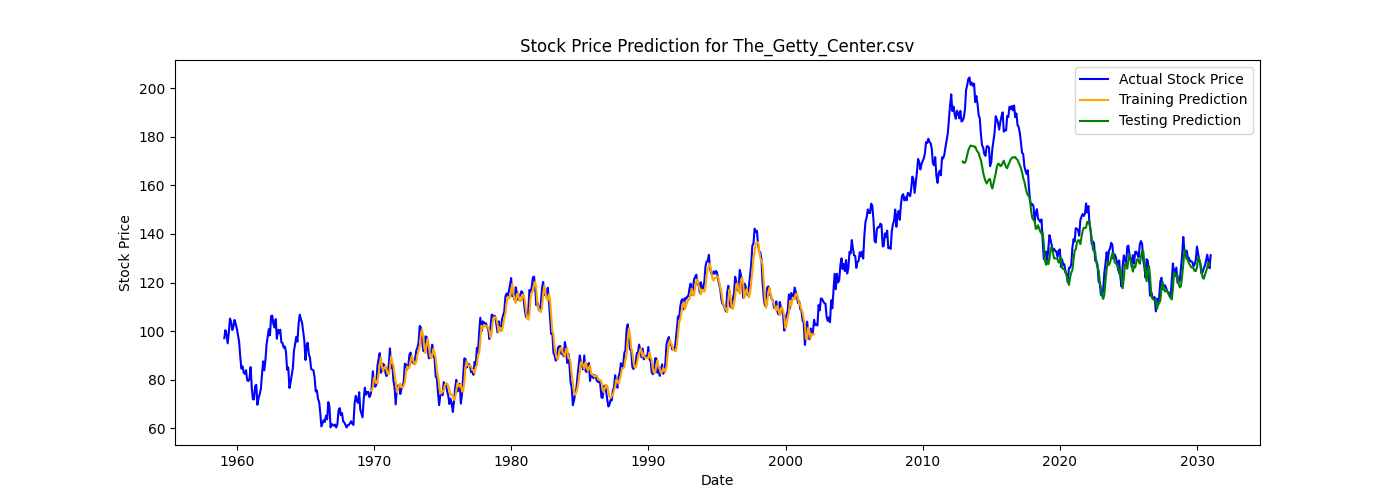 Stock Price Prediction for The_Getty_Center.csv
Actual Stock Price
Training Prediction
Testing Prediction
Stock Price
200
180
160
140
120
100
80
60
1960 1970 1980 1990 2000 2010 2020 2030
Date